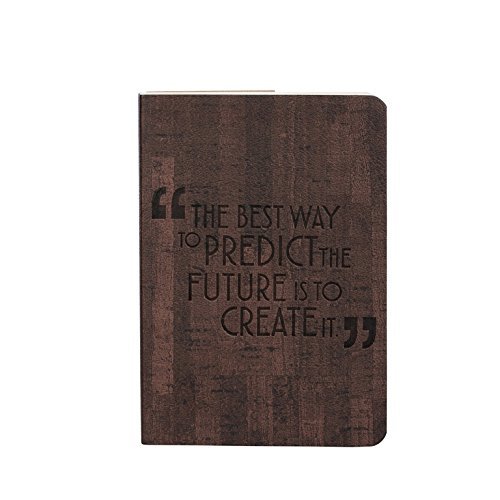 “THE BEST WAY
TO PREDICT THE
FUTURE IS TO
CREATE IT.”